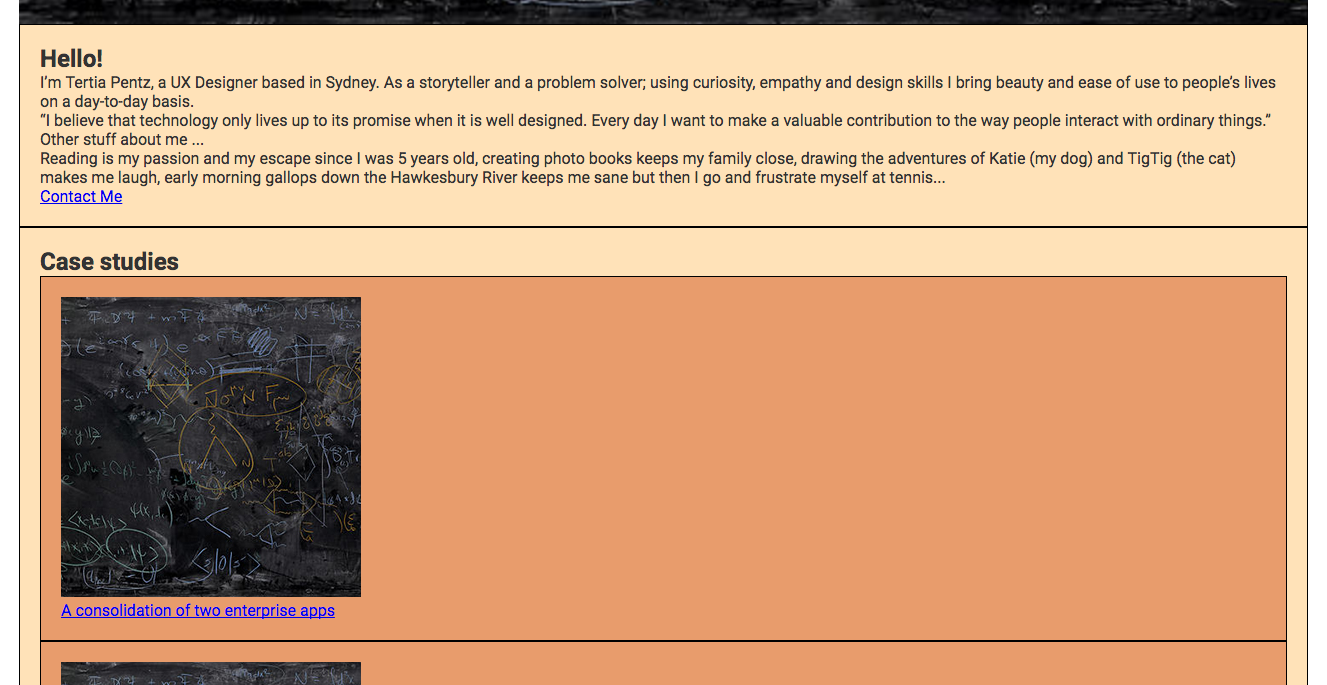 Hello!
I’m Tertia Pentz, a UX Designer based in Sydney. As a storyteller and a problem solver; using curiosity, empathy and design skills I bring beauty and ease of use to people’s lives
on a day-to-day basis.
“I believe that technology only lives up to its promise when it is well designed. Every day I want to make a valuable contribution to the way people interact with ordinary things.”
Other stuff about me ...
Reading is my passion and my escape since I was 5 years old, creating photo books keeps my family close, drawing the adventures of Katie (my dog) and TigTig (the cat)
makes me laugh, early morning gallops down the Hawkesbury River keeps me sane but then I go and frustrate myself at tennis...
Contact Me
Case studies
A consolidation of two enterprise apps